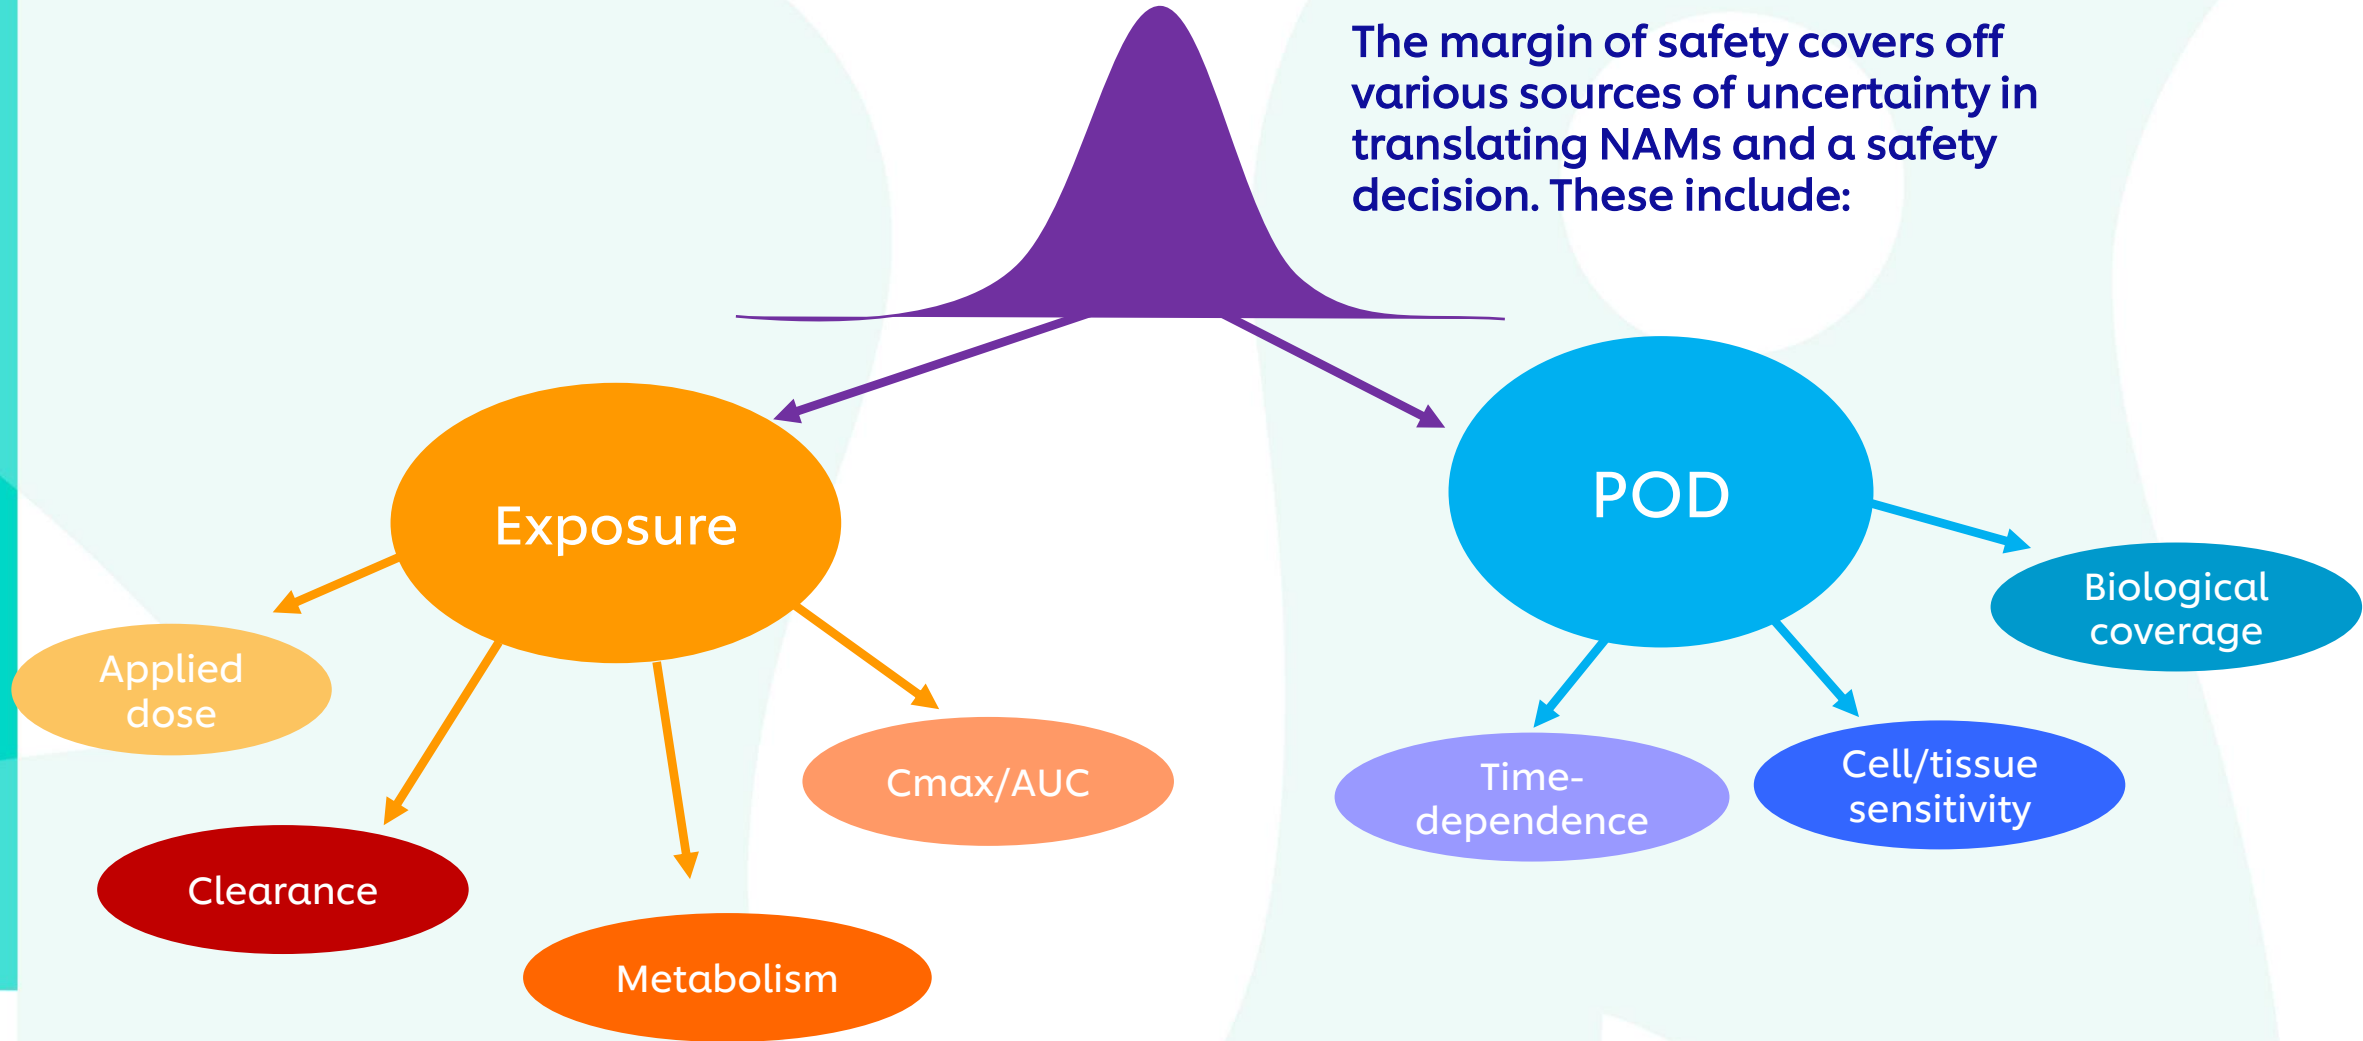 The margin of safety covers off
various sources of uncertainty in
translating NAMs and a safety
decision. These include:
Exposure
POD
Applied
dose
Clearance
Metabolism
Cmax/AUC
Time-
dependence
Cell/tissue
sensitivity
Biological
coverage